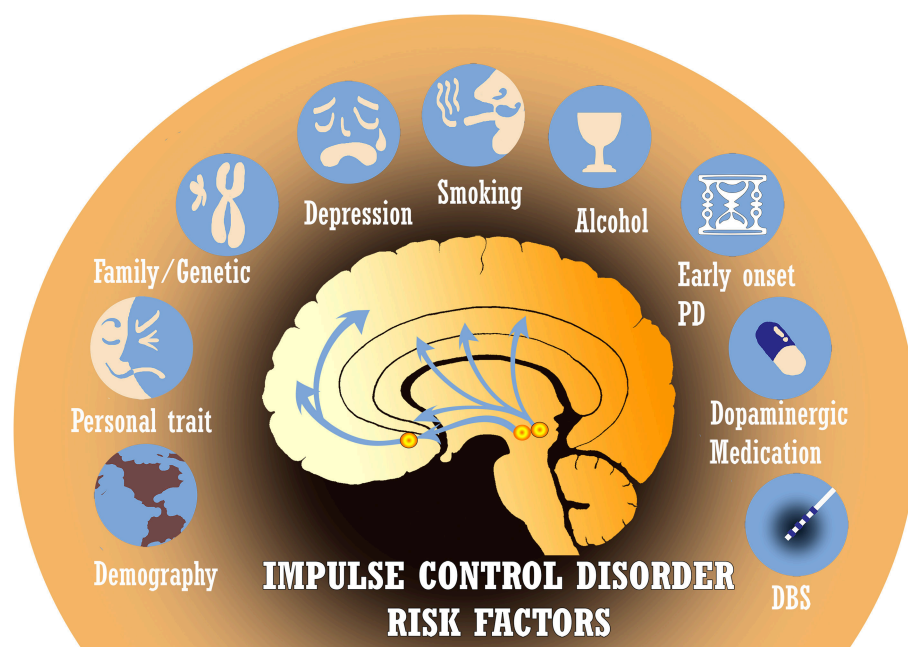 Smoking
Depression
Alcohol
Family/Genetic
Early onset
PD
Personal trait
Dopaminergic
Medication
Demography
DBS
IMPULSE CONTROL DISORDER
RISK FACTORS